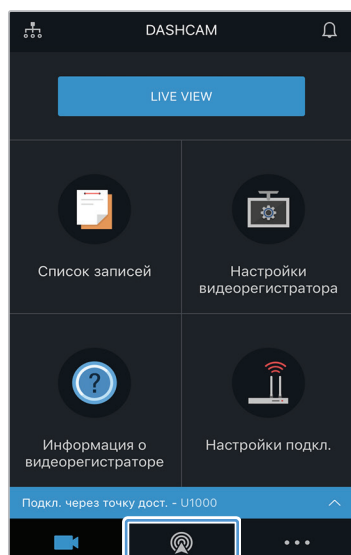 DASHCAM
LIVE VIEW
Список записей
Настройки
видеорегистратора
Информация о
видеорегистраторе
Настройки подкл.
Подкл. через точку дост. - U1000